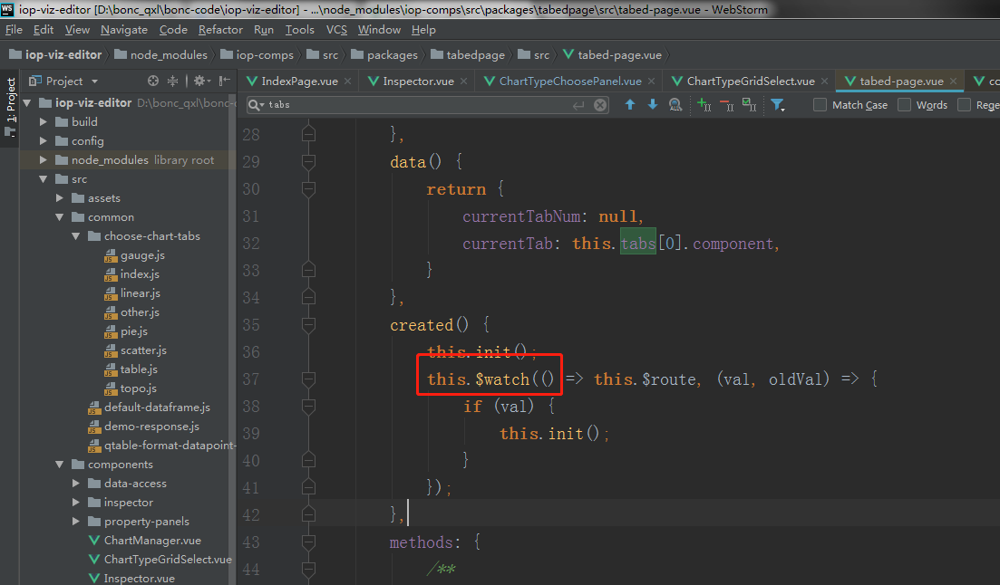 iop-viz-editor [D:\bonc_qxl\bonc-code\iop-viz-editor] - ...\node_modules\iop-comps\src\packages\tabedpage\src\tabed-page.vue - WebStorm
File Edit View Navigate Code Refactor Run Tools VCS Window Help
iop-viz-editor node_modules iop-comps src packages tabedpage src tabed-page.vue
1: Project
Project
IndexPage.vue Inspector.vue ChartTypeChoosePanel.vue ChartTypeGridSelect.vue tabed-page.vue co
tabs Match Case Words Rege
iop-viz-editor D:\bonc_qxl\bonc-c
build
config
node_modules library root
src
assets
common
choose-chart-tabs
gauge.js
index.js
linear.js
other.js
pie.js
scatter.js
table.js
topo.js
default-dataframe.js
demo-response.js
qtable-format-datapoint-
components
data-access
inspector
property-panels
ChartManager.vue
ChartTypeGridSelect.vue
Inspector.vue
28 },
29 data() {
30 return {
31 currentTabNum: null,
32 currentTab: this.tabs[0].component,
33 }
34 },
35 created() {
36 this.init();
37 this.$watch(() => this.$route, (val, oldVal) => {
38 if (val) {
39 this.init();
40 }
41 });
42 },
43 methods: {
44 /**